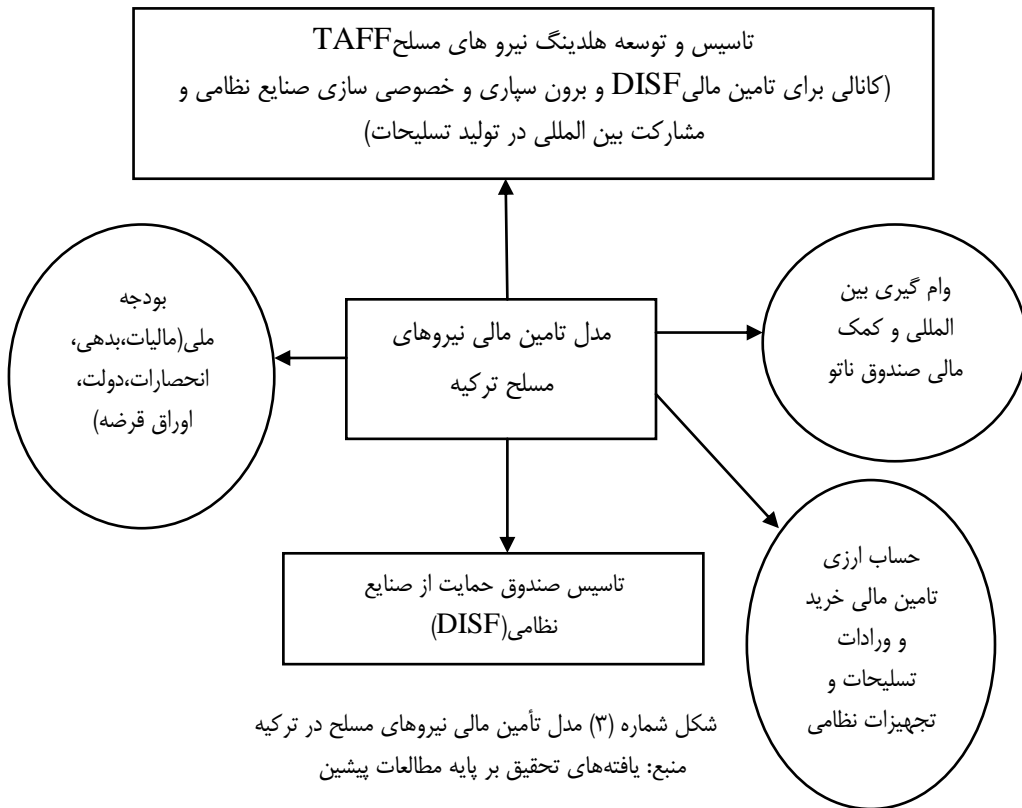 تاسیس و توسعه هلدینگ نیرو های مسلحTAFF
(کانالی برای تامین مالیDISF و برون سپاری و خصوصی سازی صنایع نظامی و
مشارکت بین المللی در تولید تسلیحات)
وام گیری بین
المللی و کمک
مالی صندوق ناتو
مدل تامین مالی نیروهای
مسلح ترکیه
بودجه
ملی(مالیات،بدهی،
انحصارات،دولت،
اوراق قرضه)
حساب ارزی
تامین مالی خرید
و ورادات
تسلیحات و
تجهیزات نظامی
تاسیس صندوق حمایت از صنایع
نظامی(DISF)
شکل شماره (۳) مدل تأمین مالی نیروهای مسلح در ترکیه
منبع: یافته‌های تحقیق بر پایه مطالعات پیشین